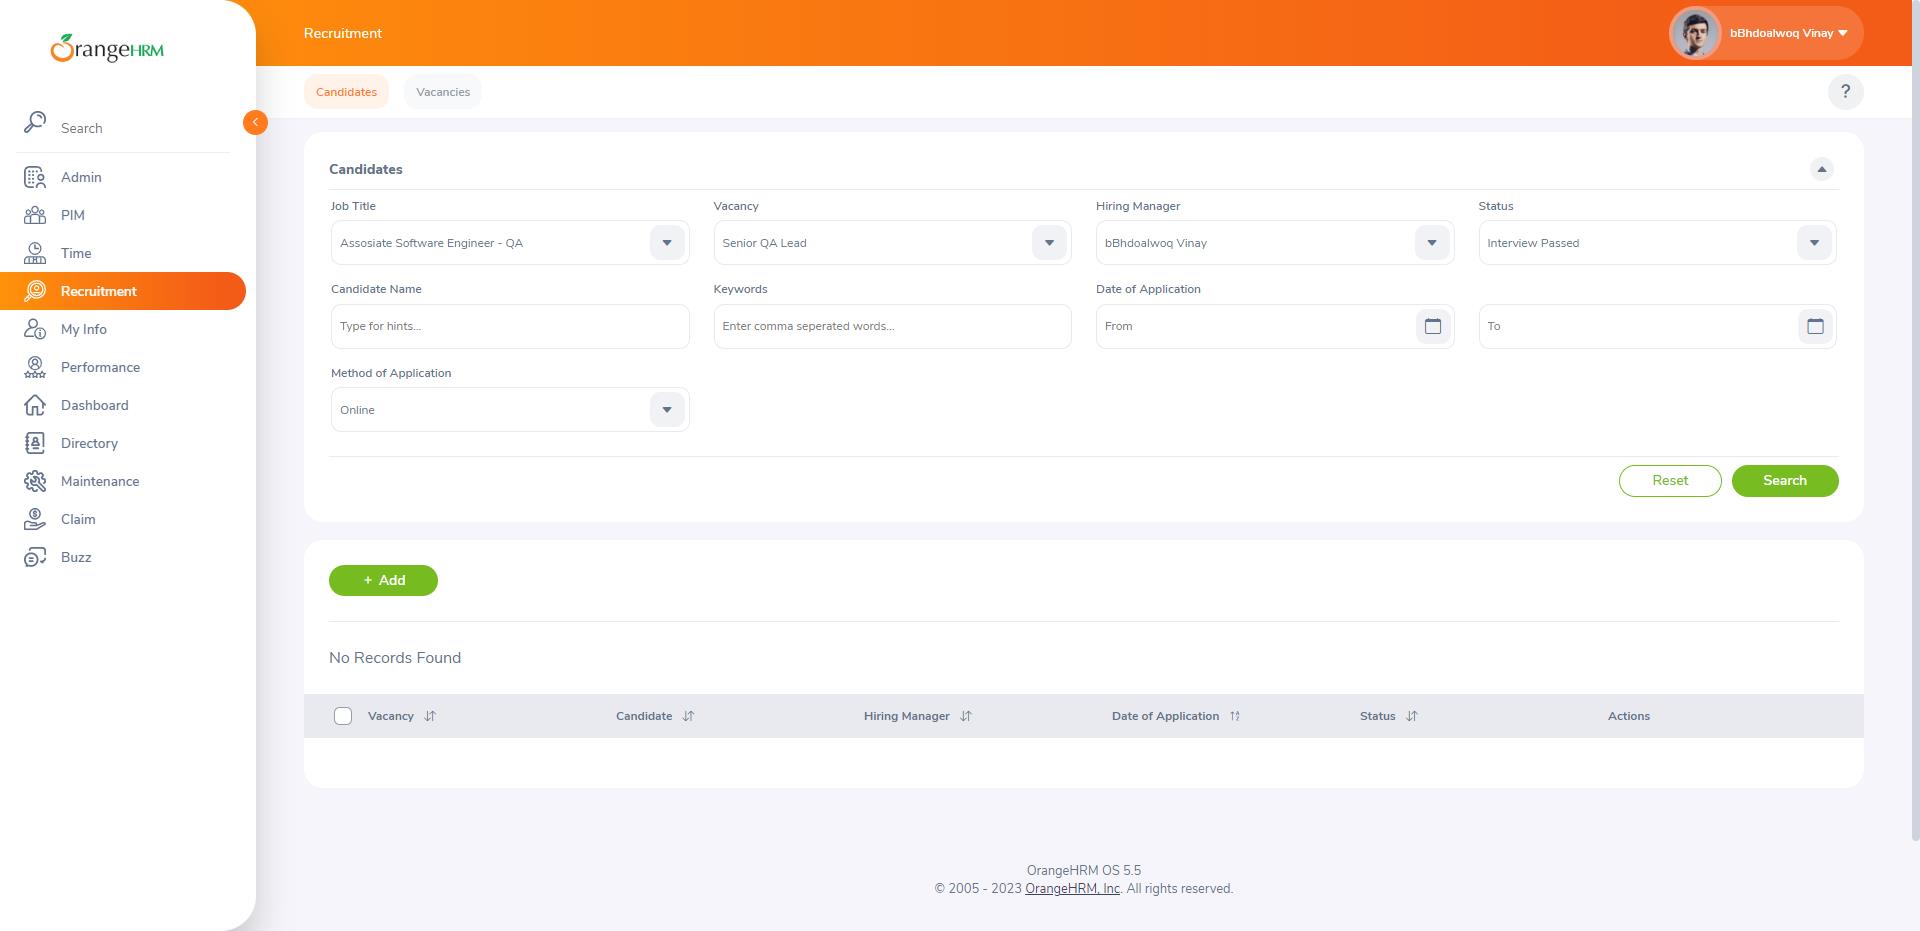 OrangeHRM
Recruitment
bBhdoalwoq Vinay
Search
Candidates
Vacancies
?
Admin
PIM
Time
Recruitment
My Info
Performance
Dashboard
Directory
Maintenance
Claim
Buzz
Candidates
Job Title
Vacancy
Hiring Manager
Status
Assosiate Software Engineer - QA
Senior QA Lead
bBhdoalwoq Vinay
Interview Passed
Candidate Name
Keywords
Date of Application
Type for hints...
Enter comma seperated words...
From
To
Method of Application
Online
Reset
Search
+ Add
No Records Found
Vacancy
Candidate
Hiring Manager
Date of Application
Status
Actions
OrangeHRM OS 5.5
© 2005 - 2023 OrangeHRM, Inc. All rights reserved.